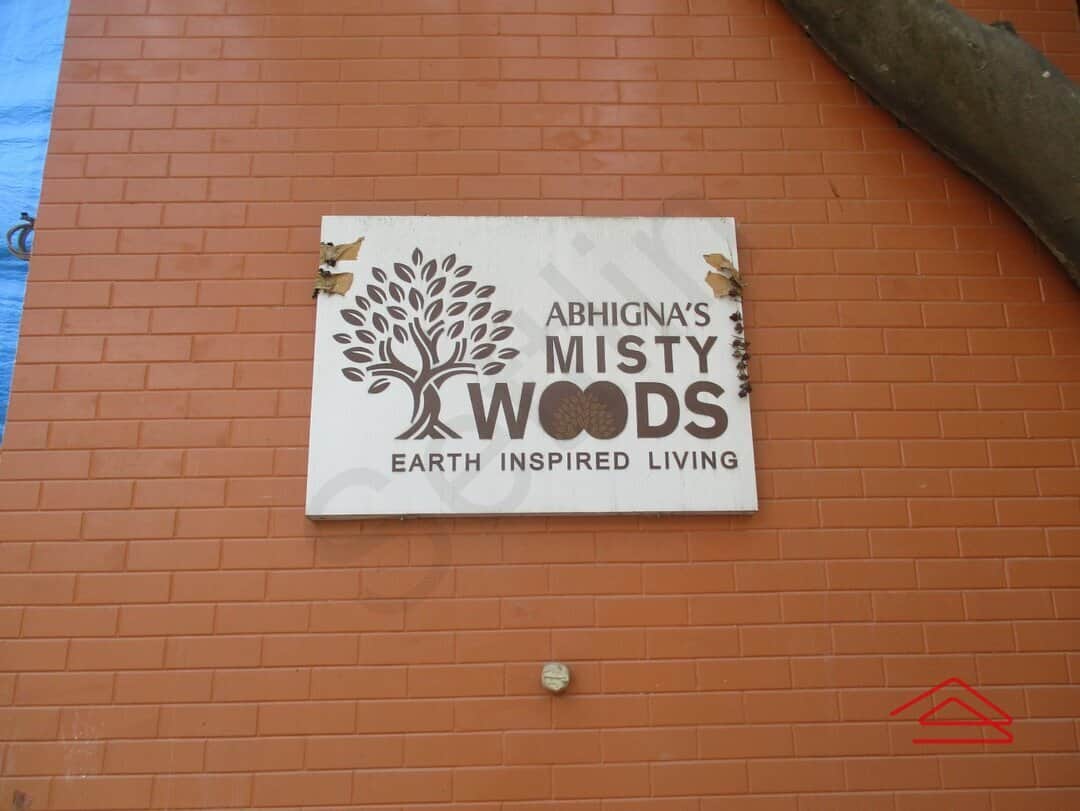 ABHIGNA'S
MISTY
WOODS
EARTH INSPIRED LIVING